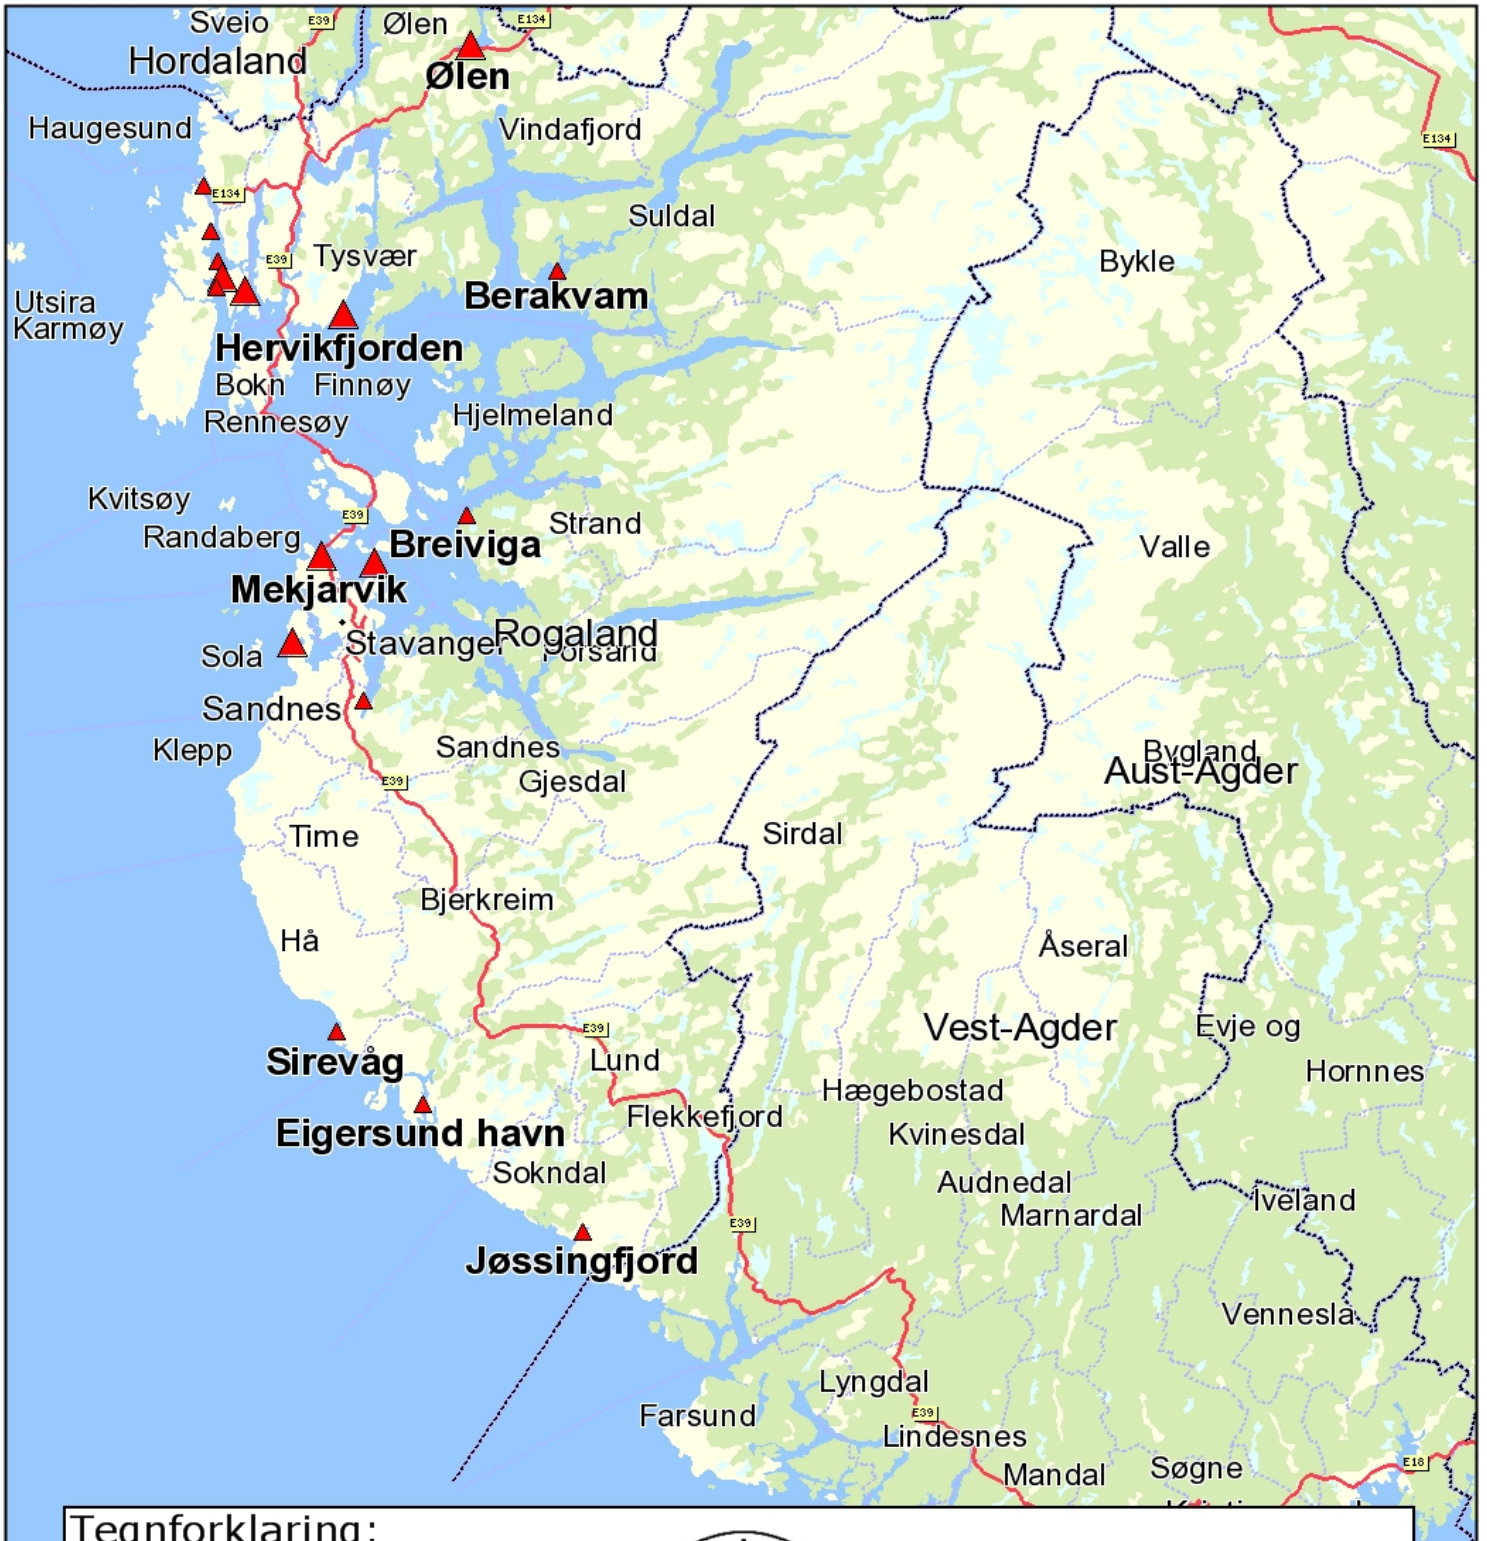 Sveio
Ølen
E39
E134
Hordaland
Ølen
Haugesund
Vindafjord
E134
E134
Suldal
E39
Tysvær
Bykle
Berakvam
Utsira
Karmøy
Hervikfjorden
Bokn
Finnøy
Rennesøy
Hjelmeland
Kvitsøy
E39
Strand
Randaberg
Breiviga
Valle
Mekjarvik
Stavanger
Rogaland
Forsand
Sola
Sandnes
Klepp
Sandnes
Bygland
Aust-Agder
E39
Gjesdal
Time
Sirdal
Bjerkreim
Hå
Åseral
E39
Vest-Agder
Evje og
Hornnes
Sirevåg
Lund
Hægebostad
Eigersund havn
Flekkefjord
Kvinesdal
Sokndal
Audnedal
Marnardal
Iveland
E39
Jøssingfjord
Vennesla
Lyngdal
Farsund
E39
Lindesnes
Mandal
Søgne
E18
Tegnforklaring: